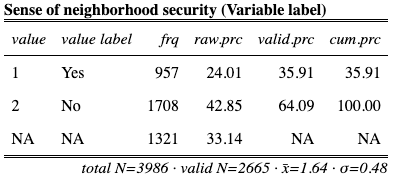 Sense of neighborhood security (Variable label)
value value label frq raw.prc valid.prc cum.prc
1 Yes 957 24.01 35.91 35.91
2 No 1708 42.85 64.09 100.00
NA NA 1321 33.14 NA NA
total N=3986 · valid N=2665 · x̄=1.64 · σ=0.48